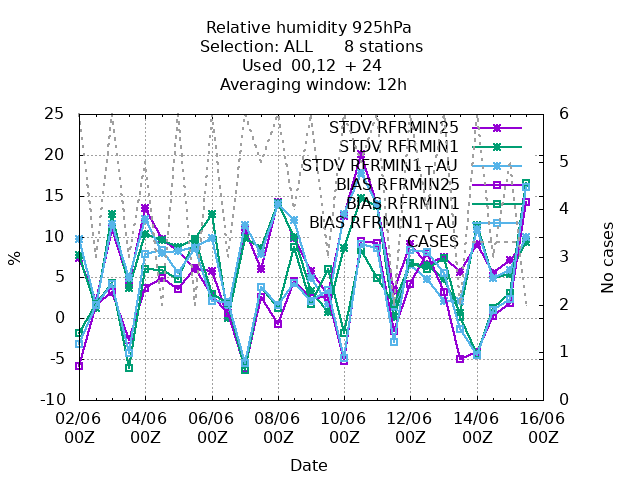 Relative humidity 925hPa
Selection: ALL 8 stations
Used 00,12 + 24
Averaging window: 12h
25
20
15
10
5
0
-5
-10
%
6
5
4
3
2
1
0
No cases
STDV RFRMIN25
STDV RFRMIN1
STDV RFRMIN1_AU
BIAS RFRMIN25
BIAS RFRMIN1
BIAS RFRMIN1_AU
CASES
02/06 04/06 06/06 08/06 10/06 12/06 14/06 16/06
00Z 00Z 00Z 00Z 00Z 00Z 00Z 00Z
Date